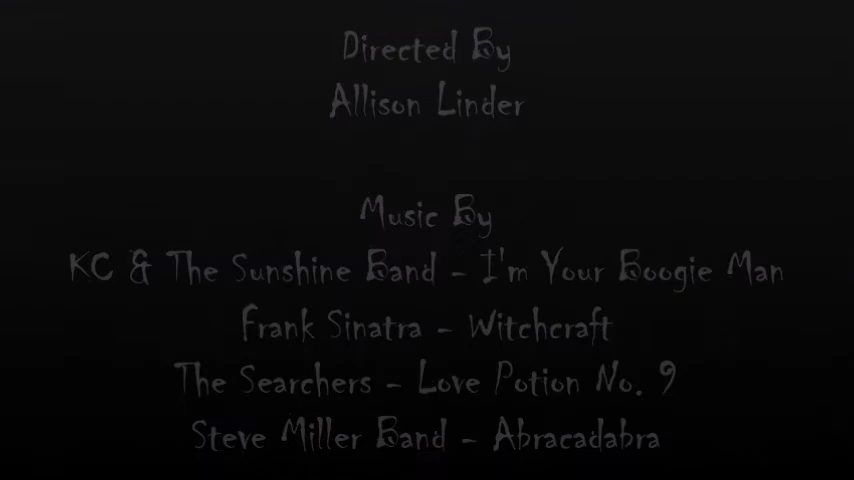 Directed By
Allison Linder
Music By
KC & The Sunshine Band - I'm Your Boogie Man
Frank Sinatra - Witchcraft
The Searchers - Love Potion No. 9
Steve Miller Band - Abracadabra